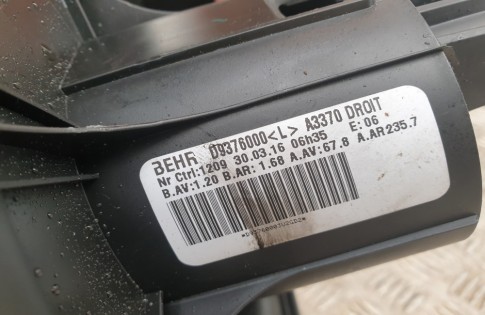 BEHR D9376000<L> A3370 DROIT
Nr Ctrl:1209 30.03.16 06h35 E: 06
B.AV:1.20 B.AR: 1.68 A.AV:67.8 A.AR235.7